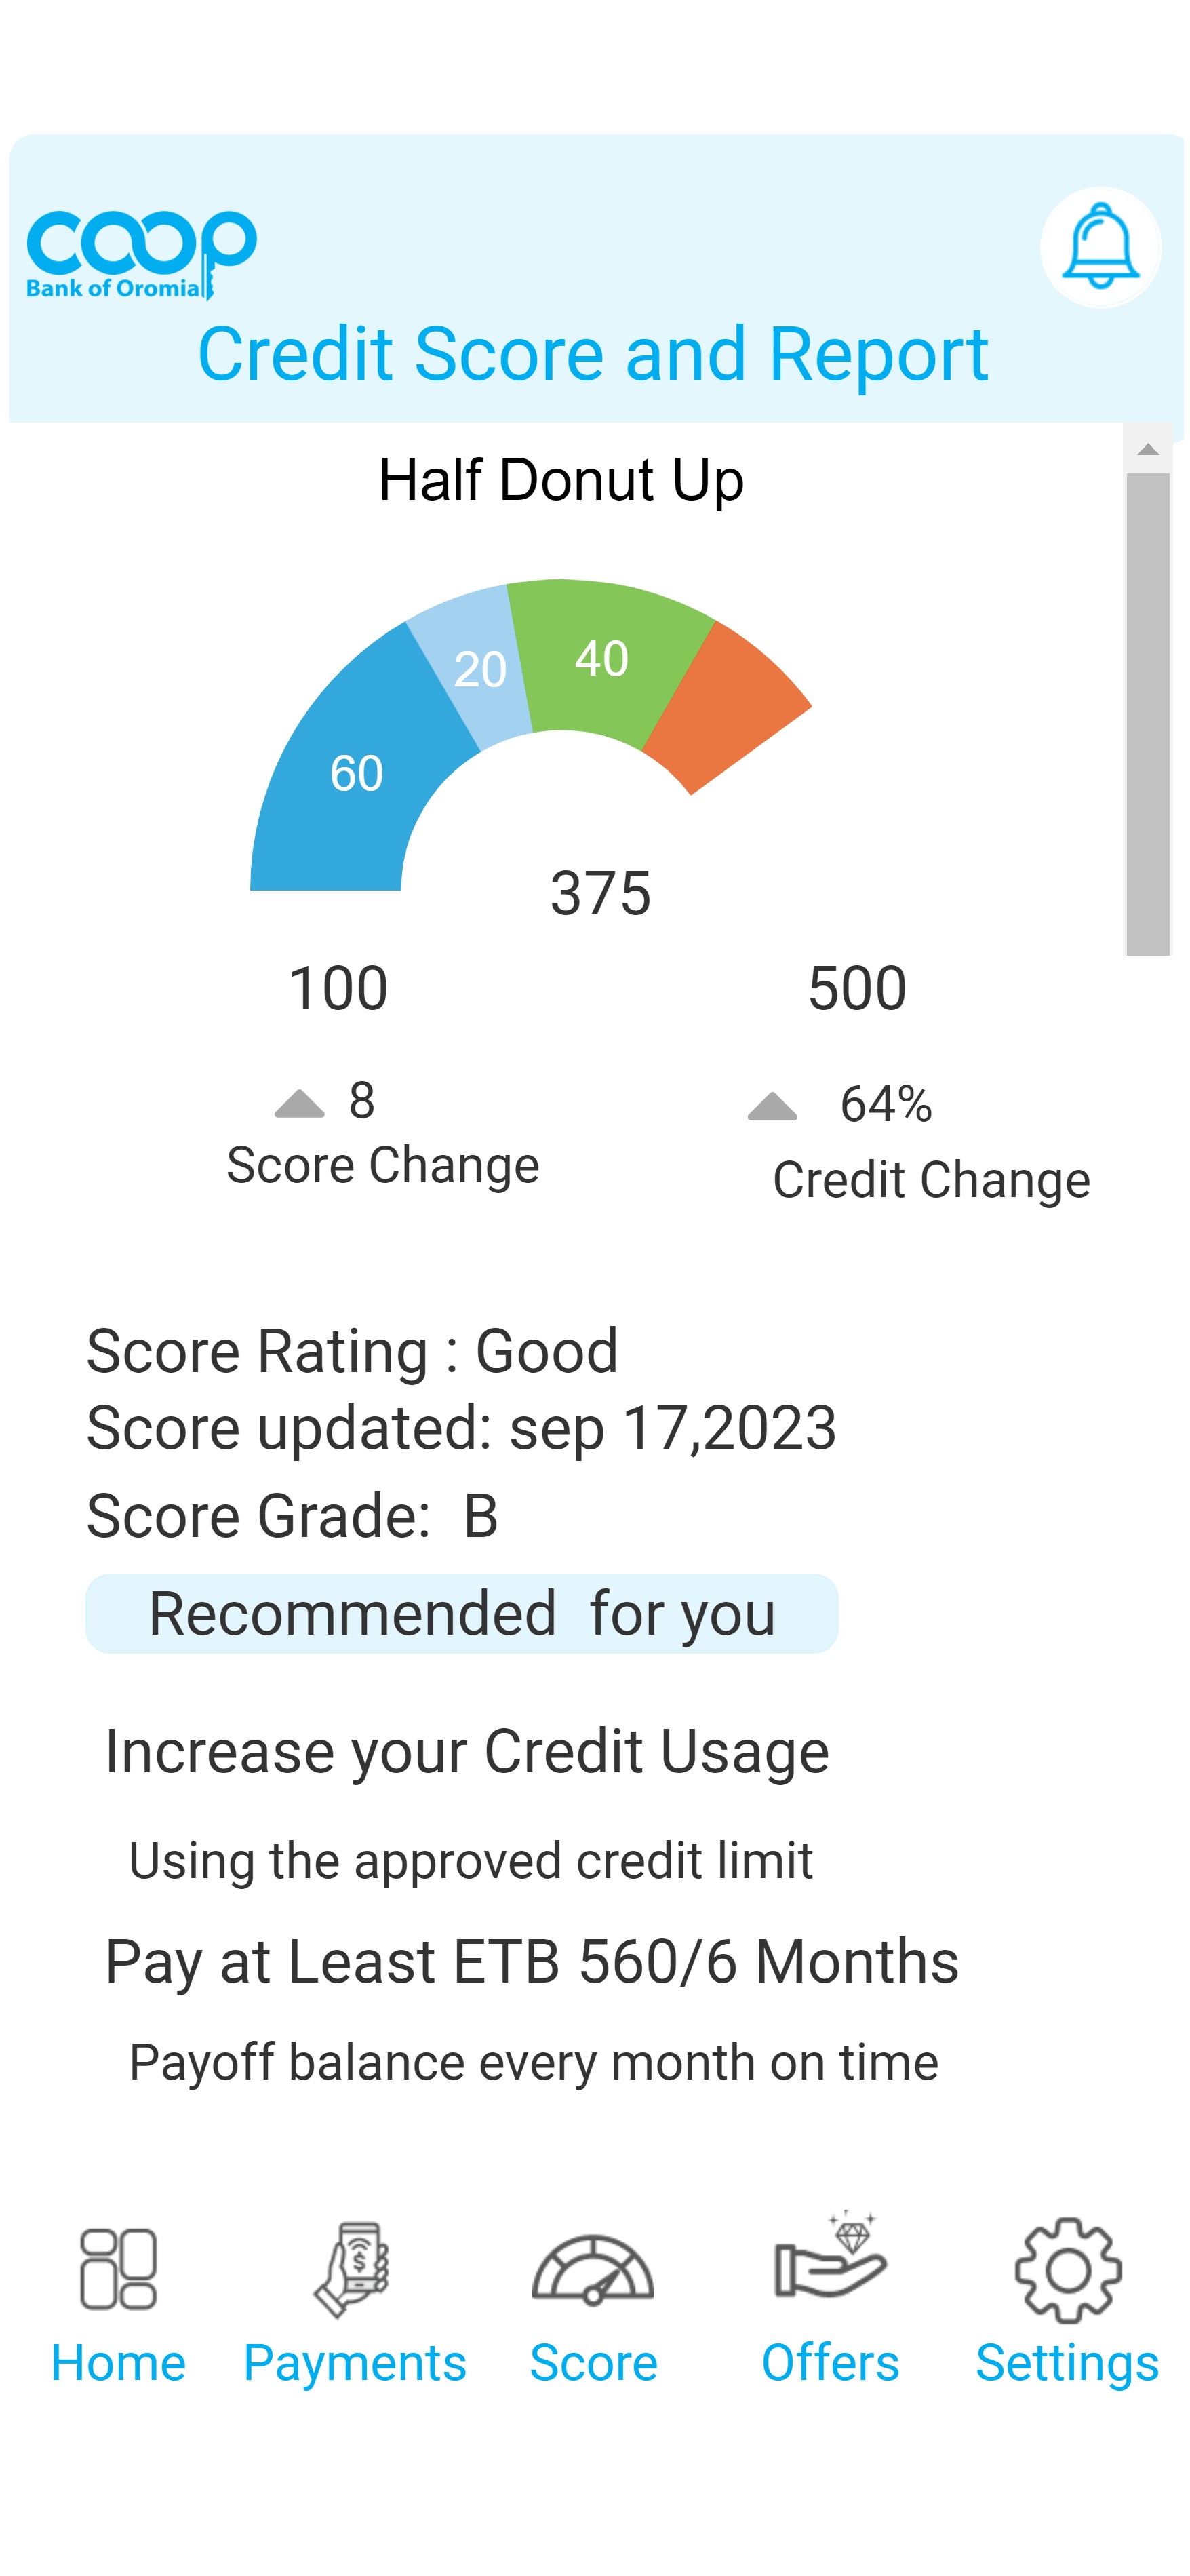 coop
Bank of Oromia
Credit Score and Report
Half Donut Up
60
20
40
375
100
500
8
64%
Score Change
Credit Change
Score Rating : Good
Score updated: sep 17,2023
Score Grade:  B
Recommended  for you
Increase your Credit Usage
Using the approved credit limit
Pay at Least ETB 560/6 Months
Payoff balance every month on time
$
Home
Payments
Score
Offers
Settings